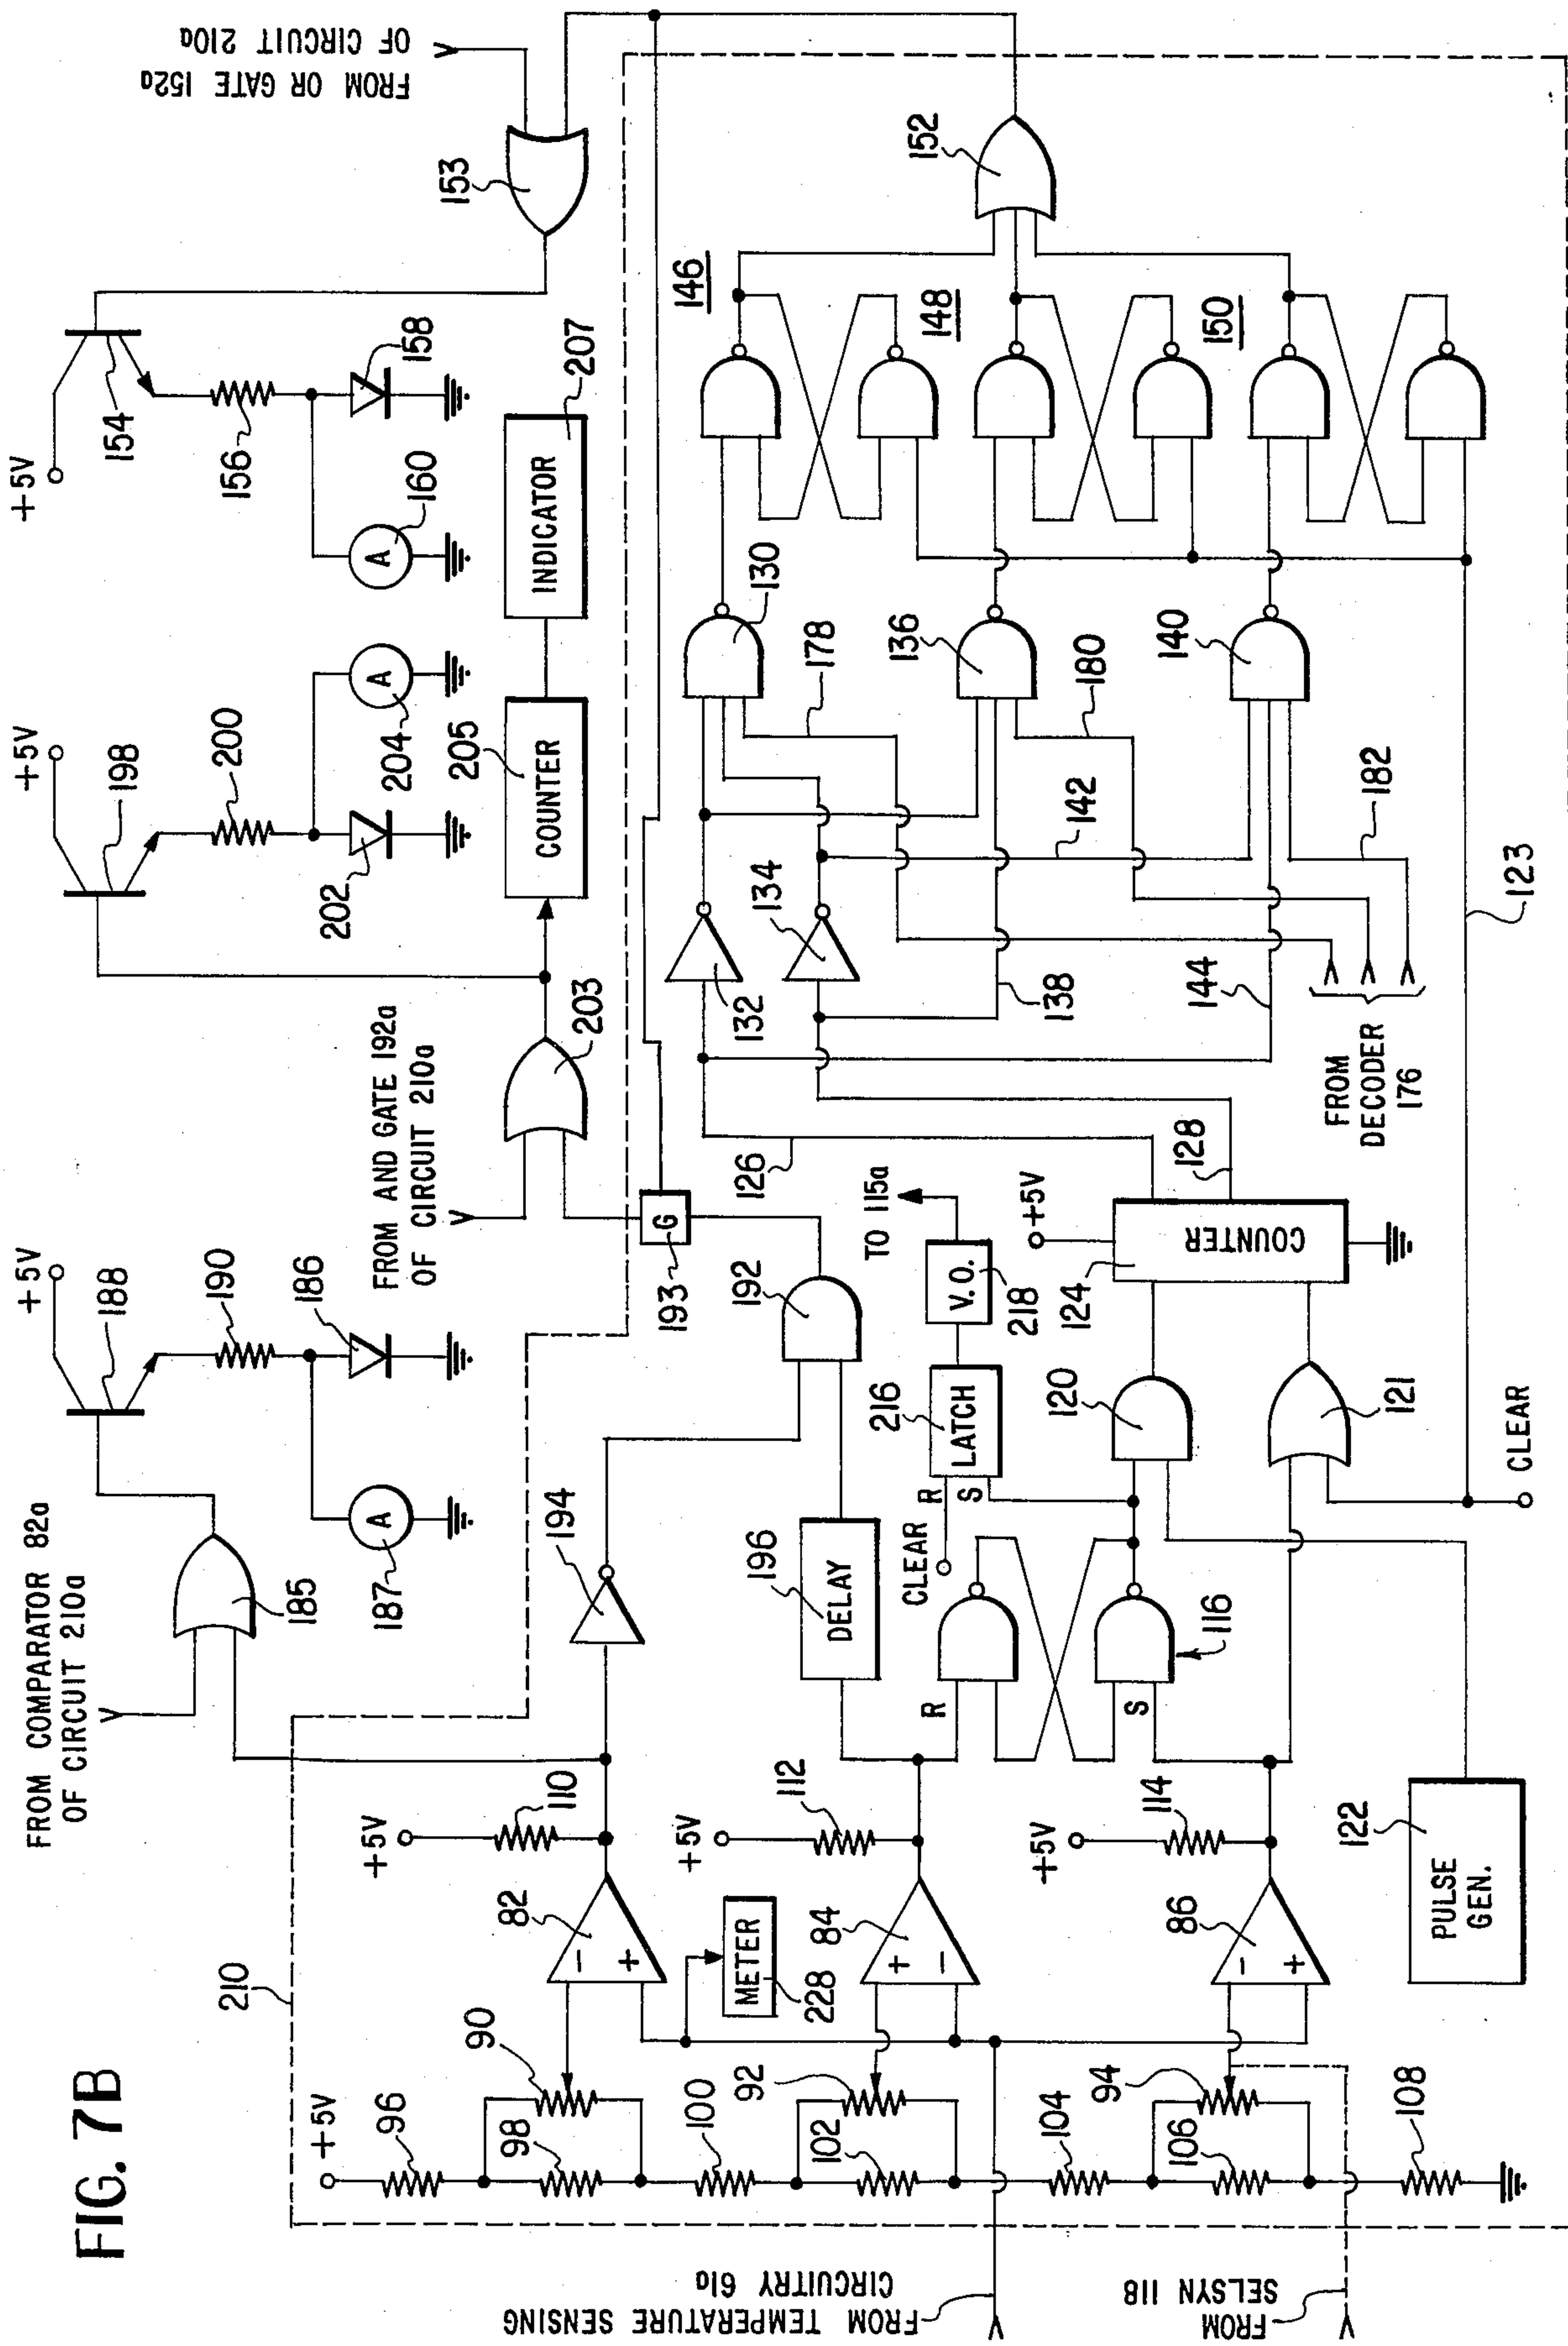 FIG. 7B
210
FROM COMPARATOR 82a
OF CIRCUIT 210a
+5V
188
190
186
187
A
185
FROM AND GATE 192a
OF CIRCUIT 210a
203
+5V
198
200
202
204
A
205
COUNTER
207
INDICATOR
+5V
154
156
158
160
A
153
FROM OR GATE 152a
OF CIRCUIT 210a
+5V
96
90
98
100
92
102
104
94
106
108
+5V
110
82
−
+
METER
228
+5V
112
84
+
−
+5V
114
86
−
+
194
DELAY
196
192
G
193
R
S
116
CLEAR
R
S
LATCH
216
V.O.
218
TO 115a
120
121
CLEAR
PULSE
GEN.
122
+5V
COUNTER
124
126
128
132
134
138
144
142
130
178
136
180
140
182
123
FROM
DECODER
176
146
148
150
152
FROM TEMPERATURE SENSING
CIRCUITRY 61a
FROM
SELSYN 118